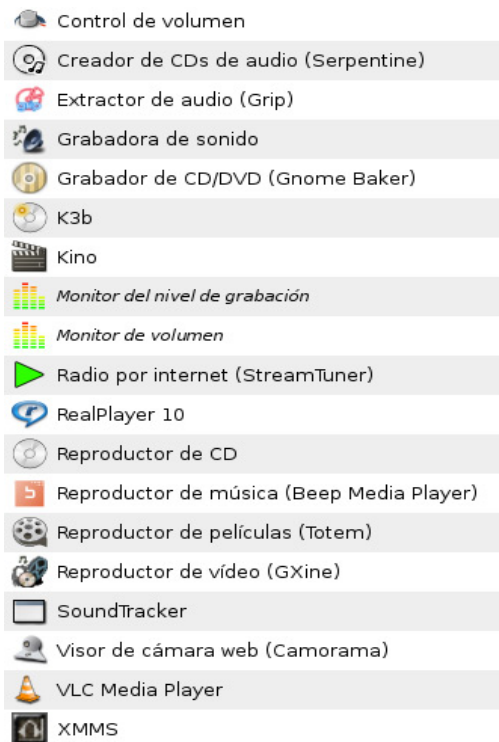 Control de volumen
Creador de CDs de audio (Serpentine)
Extractor de audio (Grip)
Grabadora de sonido
Grabador de CD/DVD (Gnome Baker)
K3b
Kino
Monitor del nivel de grabación
Monitor de volumen
Radio por internet (StreamTuner)
RealPlayer 10
Reproductor de CD
Reproductor de música (Beep Media Player)
Reproductor de películas (Totem)
Reproductor de vídeo (GXine)
SoundTracker
Visor de cámara web (Camorama)
VLC Media Player
XMMS